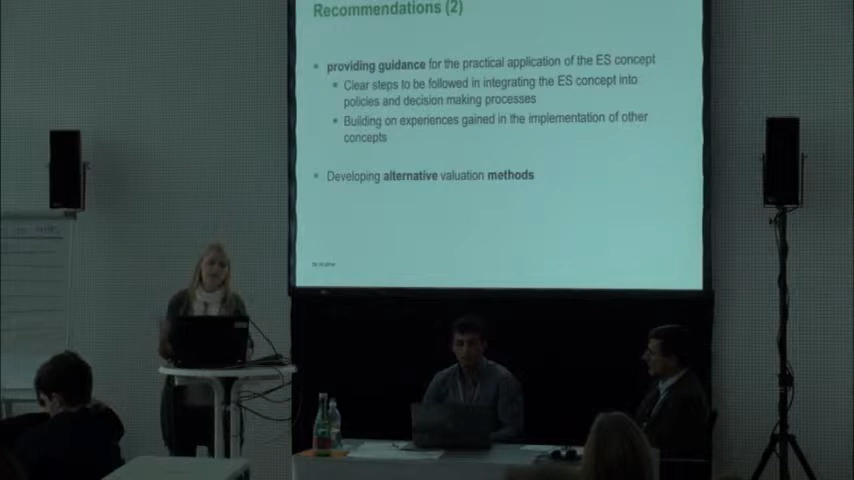 Recommendations (2)
providing guidance for the practical application of the ES concept
Clear steps to be followed in integrating the ES concept into
policies and decision making processes
Building on experiences gained in the implementation of other
concepts
Developing alternative valuation methods